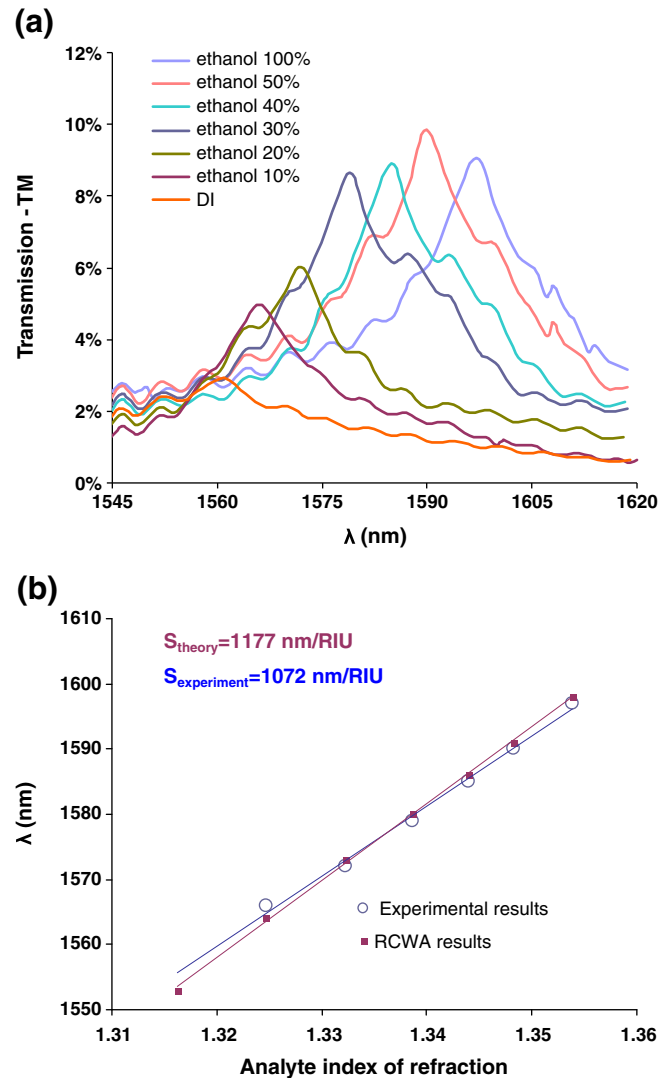 (a)
12%
10%
8%
6%
4%
2%
0%
Transmission - TM
ethanol 100%
ethanol 50%
ethanol 40%
ethanol 30%
ethanol 20%
ethanol 10%
DI
1545 1560 1575 1590 1605 1620
λ (nm)
(b)
1610
1600
1590
1580
1570
1560
1550
λ (nm)
Stheory=1177 nm/RIU
Sexperiment=1072 nm/RIU
Experimental results
RCWA results
1.31 1.32 1.33 1.34 1.35 1.36
Analyte index of refraction